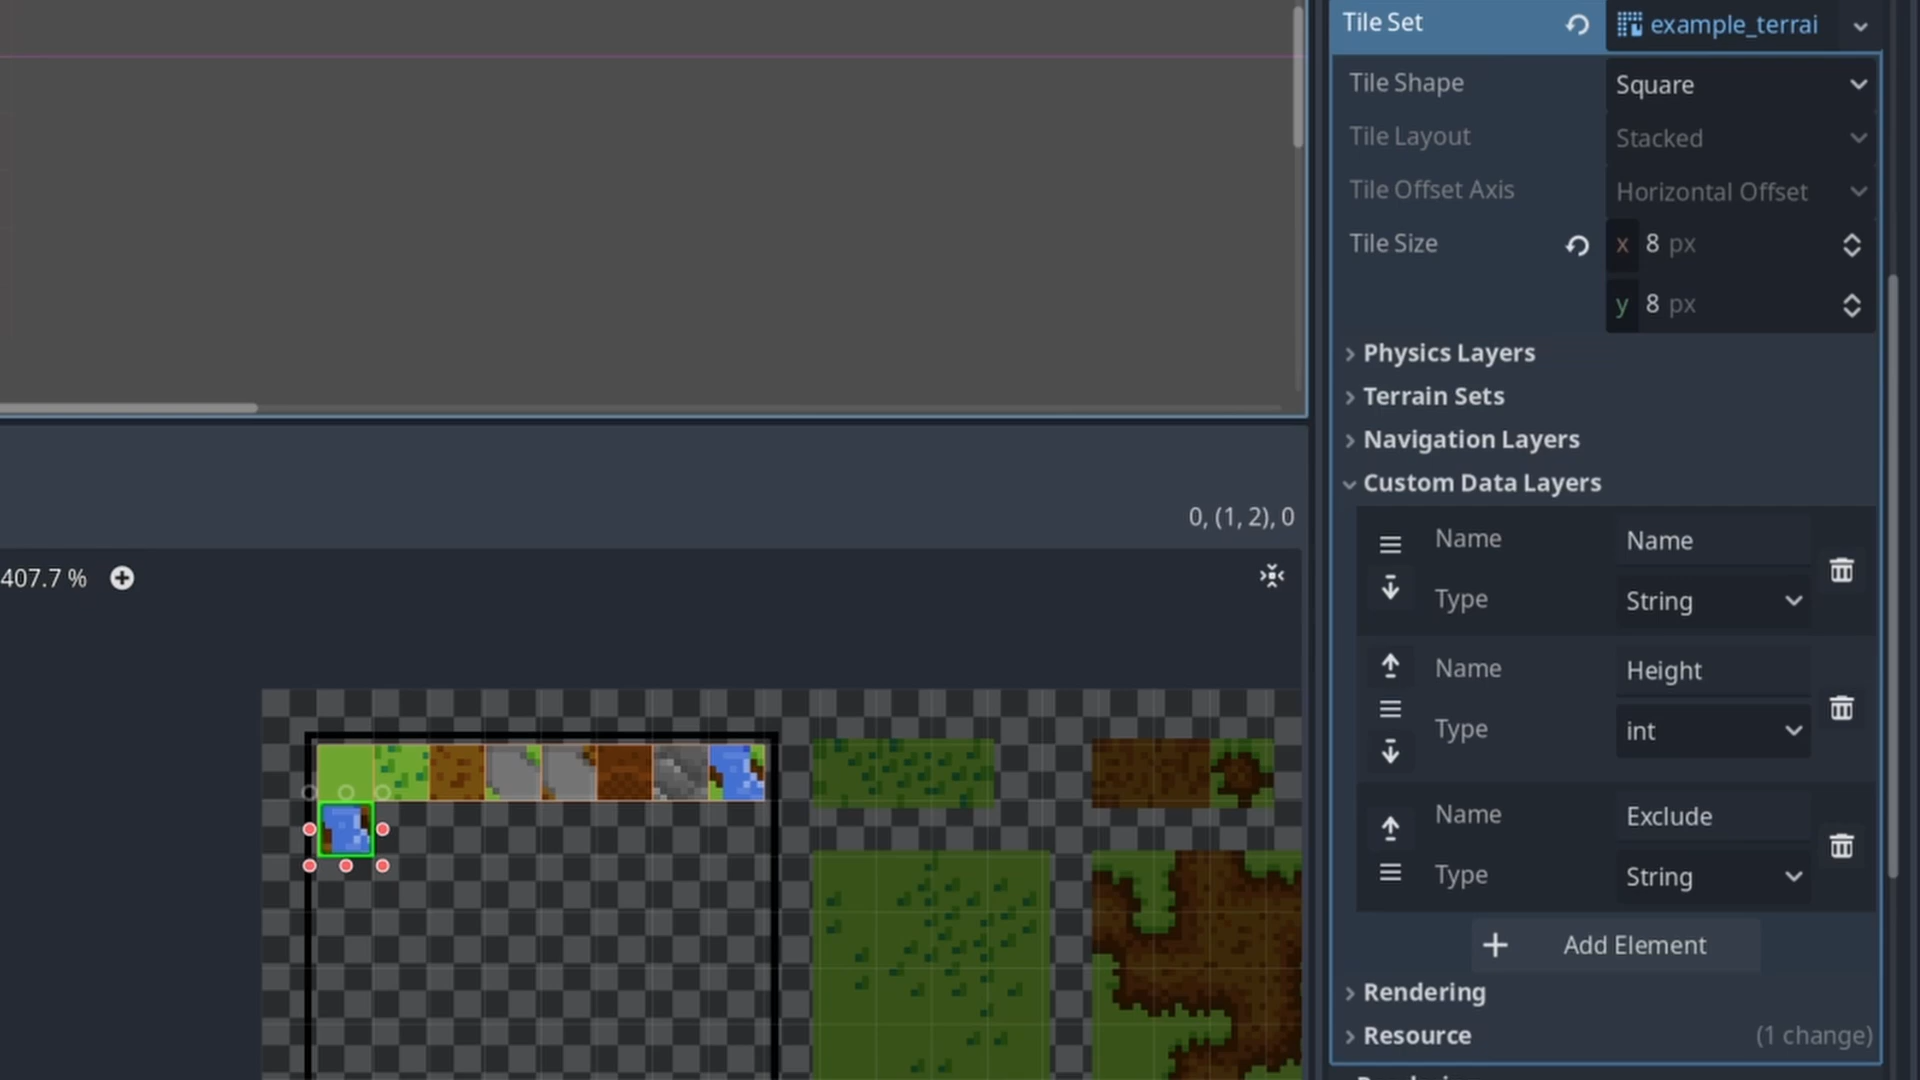 Tile Set example_terrai
Tile Shape Square
Tile Layout Stacked
Tile Offset Axis Horizontal Offset
Tile Size x 8 px
y 8 px
Physics Layers
Terrain Sets
Navigation Layers
Custom Data Layers
Name Name
Type String
Name Height
Type int
Name Exclude
Type String
Add Element
Rendering
Resource (1 change)
0, (1, 2), 0
407.7 %